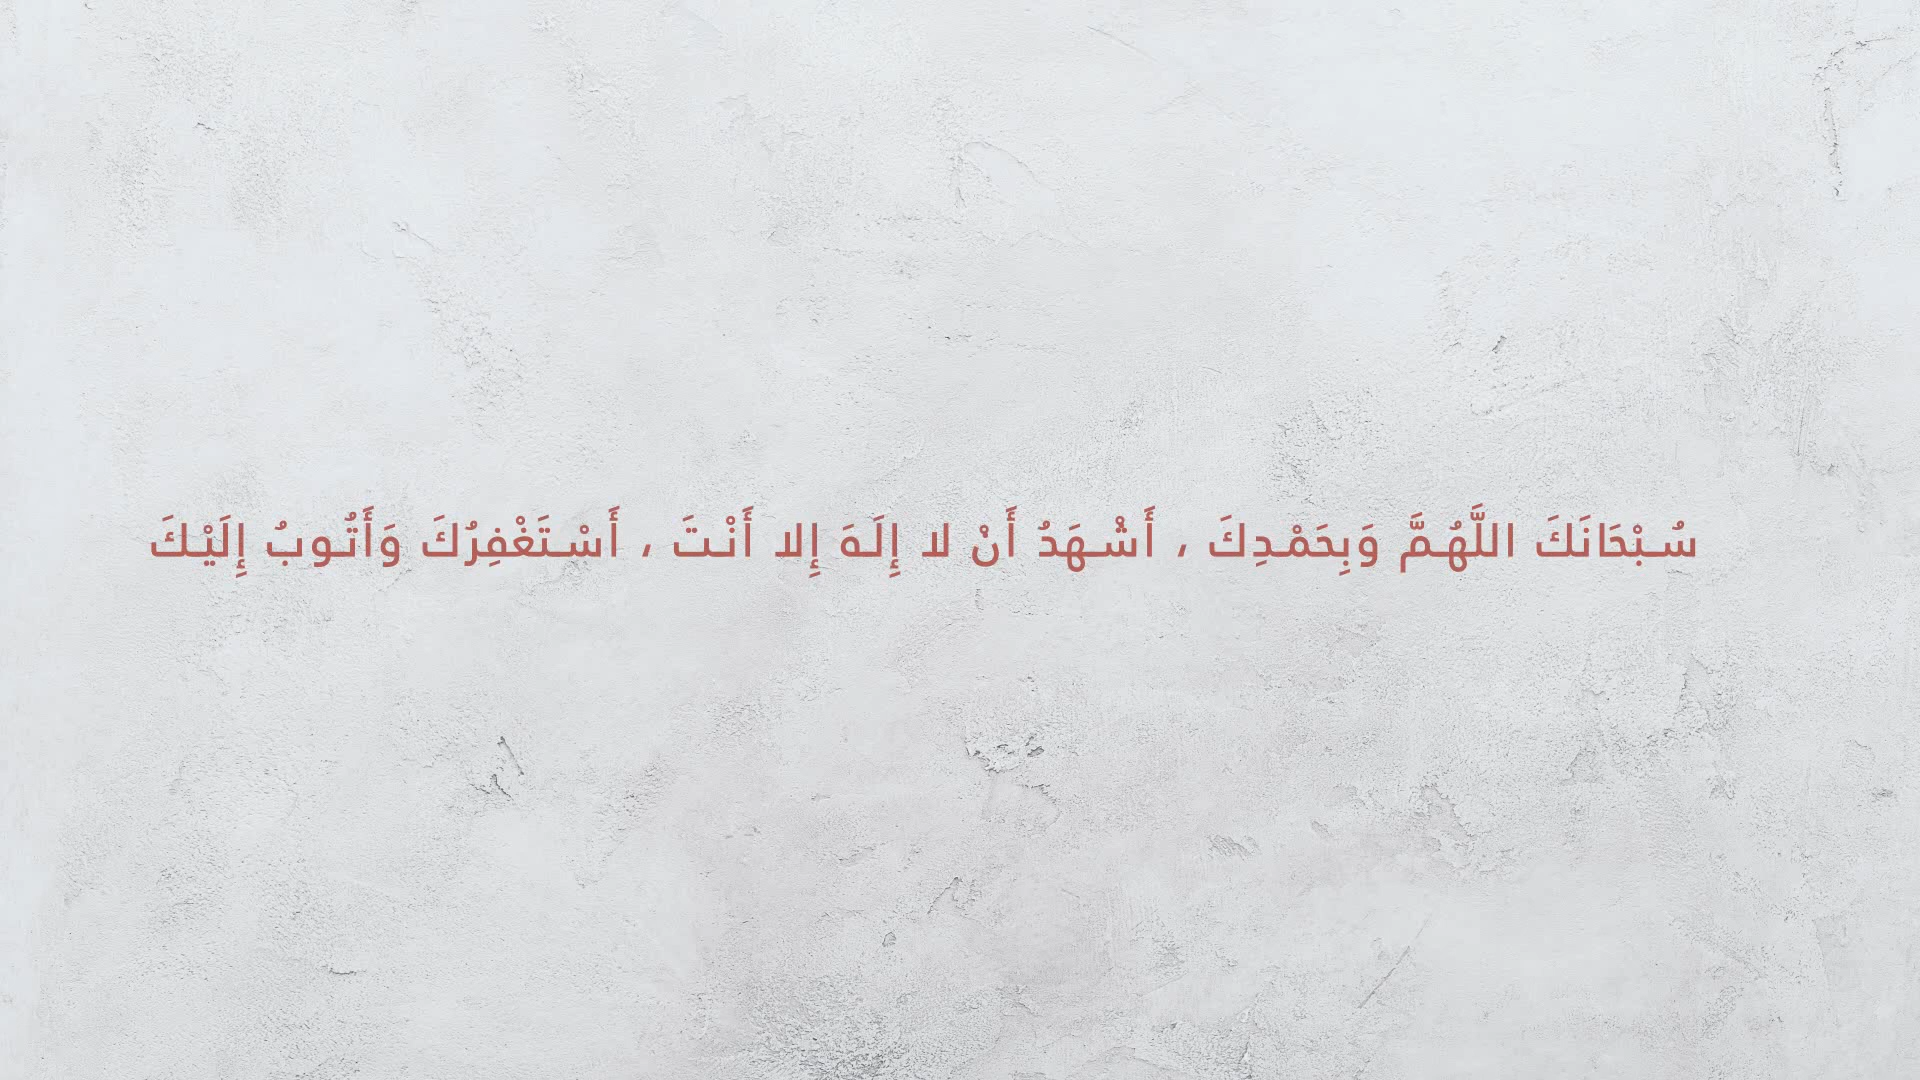 سُبْحَانَكَ اللَّهُمَّ وَبِحَمْدِكَ ، أَشْهَدُ أَنْ لا إِلَهَ إِلا أَنْتَ ، أَسْتَغْفِرُكَ وَأَتُوبُ إِلَيْكَ